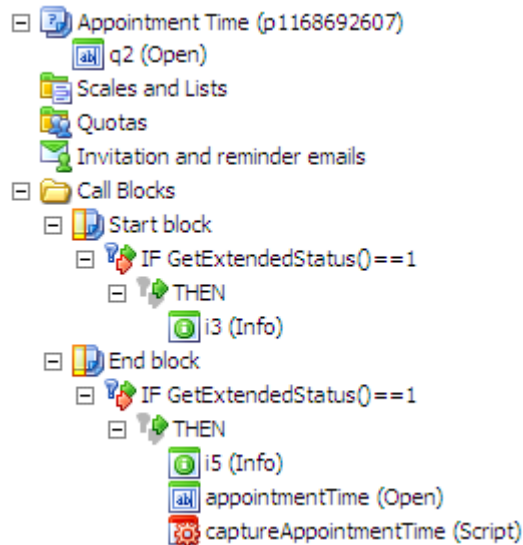 Appointment Time (p1168692607)
q2 (Open)
Scales and Lists
Quotas
Invitation and reminder emails
Call Blocks
Start block
IF GetExtendedStatus()==1
THEN
i3 (Info)
End block
IF GetExtendedStatus()==1
THEN
i5 (Info)
appointmentTime (Open)
captureAppointmentTime (Script)